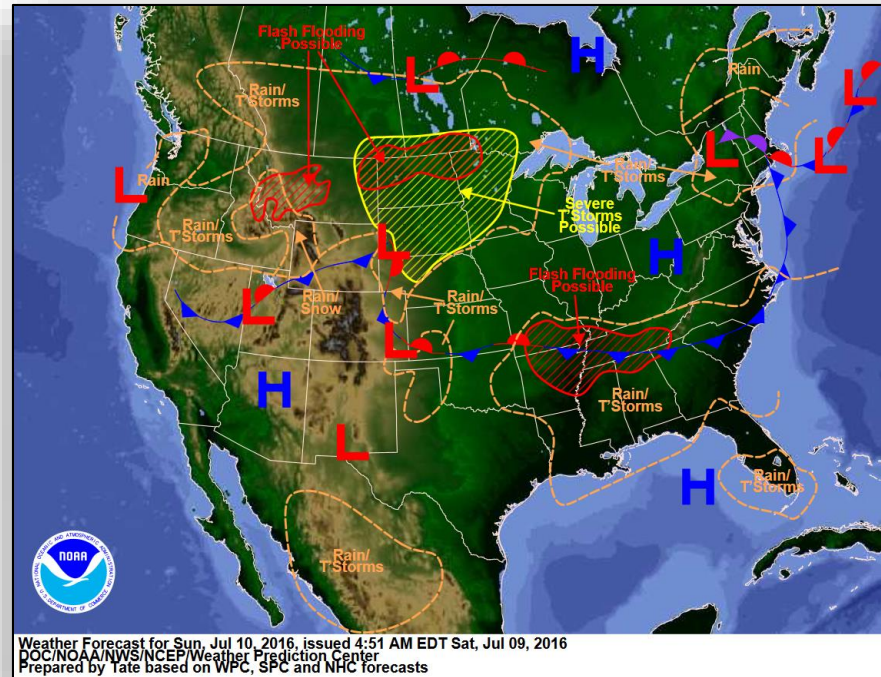 Flash Flooding
Possible
Rain/
T'Storms
Rain
Rain
Rain/
T'Storms
Rain/
T'Storms
Severe
T'Storms
Possible
Flash Flooding
Possible
Rain/
Snow
Rain/
T'Storms
Rain/
T'Storms
Rain/
T'Storms
Rain/
T'Storms
L
H
L
L
L
L
L
H
L
L
H
L
H
NATIONAL OCEANIC AND ATMOSPHERIC ADMINISTRATION
NOAA
U.S. DEPARTMENT OF COMMERCE
Weather Forecast for Sun, Jul 10, 2016, issued 4:51 AM EDT Sat, Jul 09, 2016
DOC/NOAA/NWS/NCEP/Weather Prediction Center
Prepared by Tate based on WPC, SPC and NHC forecasts